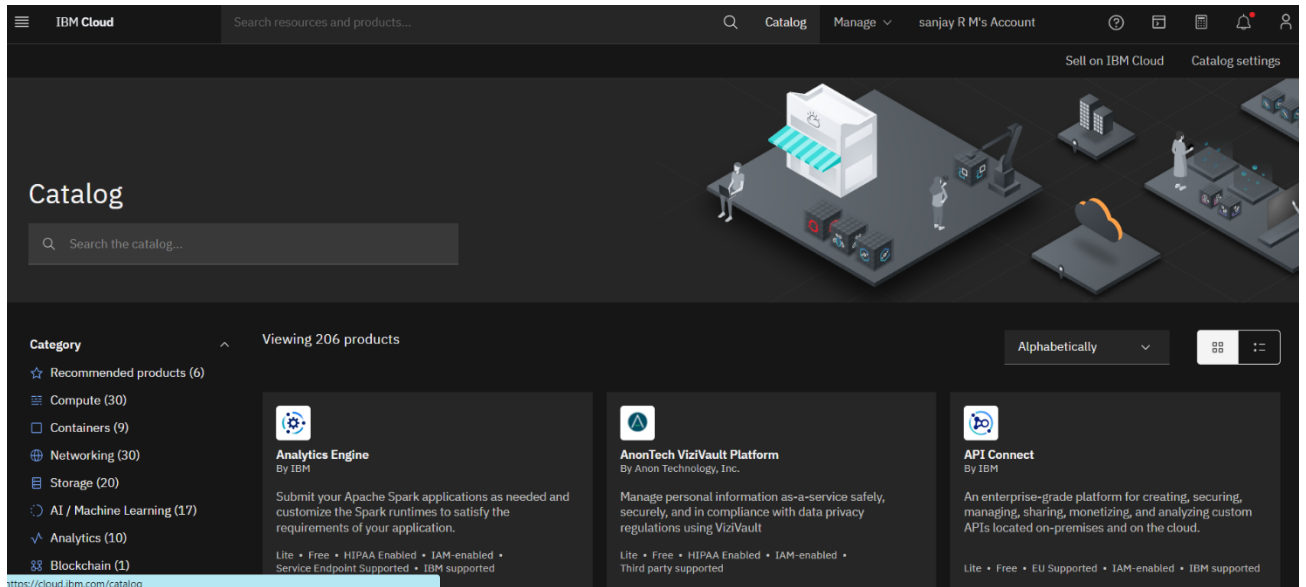 IBM Cloud
Search resources and products...
Catalog
Manage
sanjay R M's Account
Sell on IBM Cloud
Catalog settings
Catalog
Search the catalog...
Category
Recommended products (6)
Compute (30)
Containers (9)
Networking (30)
Storage (20)
AI / Machine Learning (17)
Analytics (10)
Blockchain (1)
Viewing 206 products
Alphabetically
Analytics Engine
By IBM
Submit your Apache Spark applications as needed and
customize the Spark runtimes to satisfy the
requirements of your application.
Lite • Free • HIPAA Enabled • IAM-enabled •
Service Endpoint Supported • IBM supported
AnonTech ViziVault Platform
By Anon Technology, Inc.
Manage personal information as-a-service safely,
securely, and in compliance with data privacy
regulations using ViziVault
Lite • Free • HIPAA Enabled • IAM-enabled •
Third party supported
API Connect
By IBM
An enterprise-grade platform for creating, securing,
managing, sharing, monetizing, and analyzing custom
APIs located on-premises and on the cloud.
Lite • Free • EU Supported • IAM-enabled • IBM supported
https://cloud.ibm.com/catalog